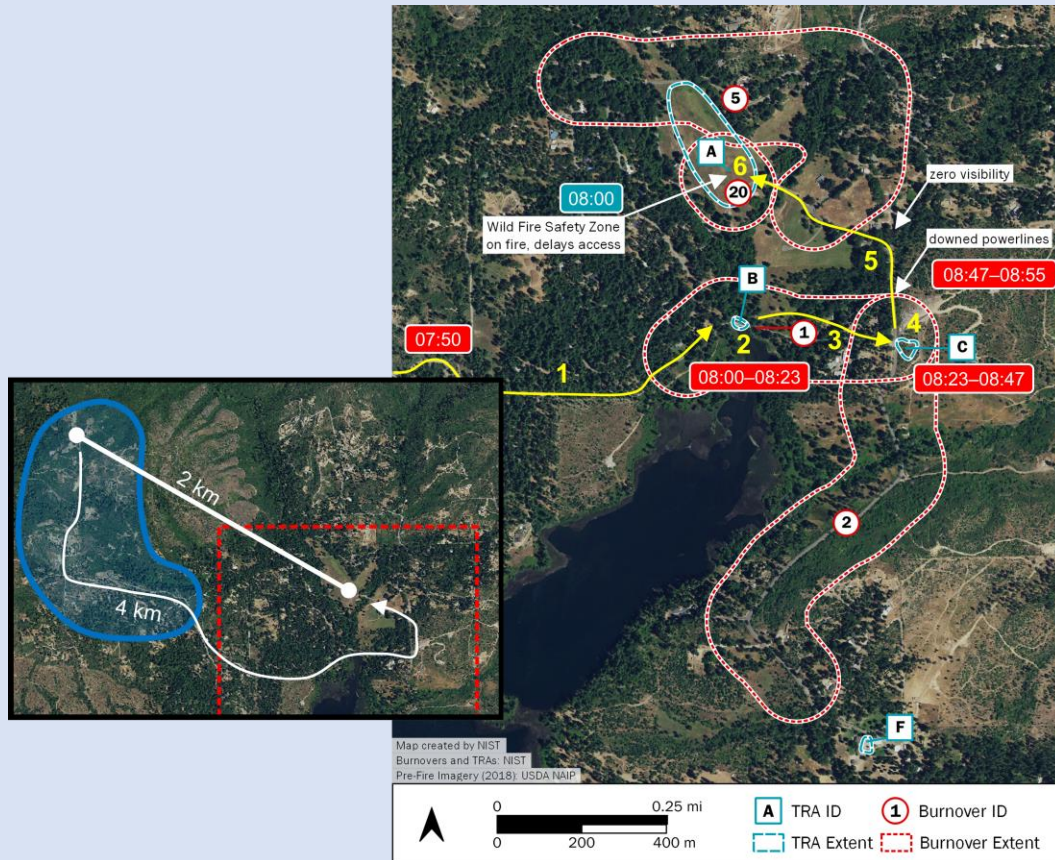 5
A
6
20
08:00
Wild Fire Safety Zone
on fire, delays access
zero visibility
downed powerlines
5
08:47–08:55
B
07:50
1
2
1
3
4
C
08:00–08:23
08:23–08:47
2 km
4 km
2
F
Map created by NIST
Burnovers and TRAs: NIST
Pre-Fire Imagery (2018): USDA NAIP
0
0.25 mi
0
200
400 m
A TRA ID
1 Burnover ID
TRA Extent
Burnover Extent